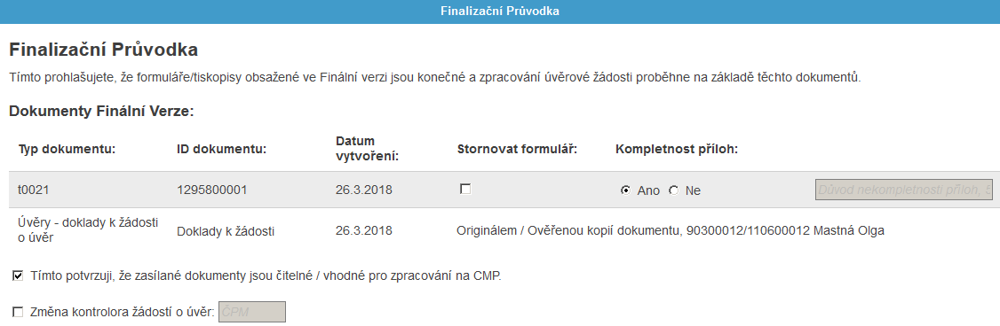 Finalizační Průvodka
Finalizační Průvodka
Tímto prohlašujete, že formuláře/tiskopisy obsažené ve Finální verzi jsou konečné a zpracování úvěrové žádosti proběhne na základě těchto dokumentů.
Dokumenty Finální Verze:
Typ dokumentu: ID dokumentu: Datum vytvoření: Stornovat formulář: Kompletnost příloh:
t0021 1295800001 26.3.2018 Ano Ne Důvod nekompletnosti příloh, S
Úvěry - doklady k žádosti o úvěr Doklady k žádosti 26.3.2018 Originálem / Ověřenou kopií dokumentu, 90300012/110600012 Mastná Olga
Tímto potvrzuji, že zasílané dokumenty jsou čitelné / vhodné pro zpracování na CMP.
Změna kontrolora žádostí o úvěr: ČPM